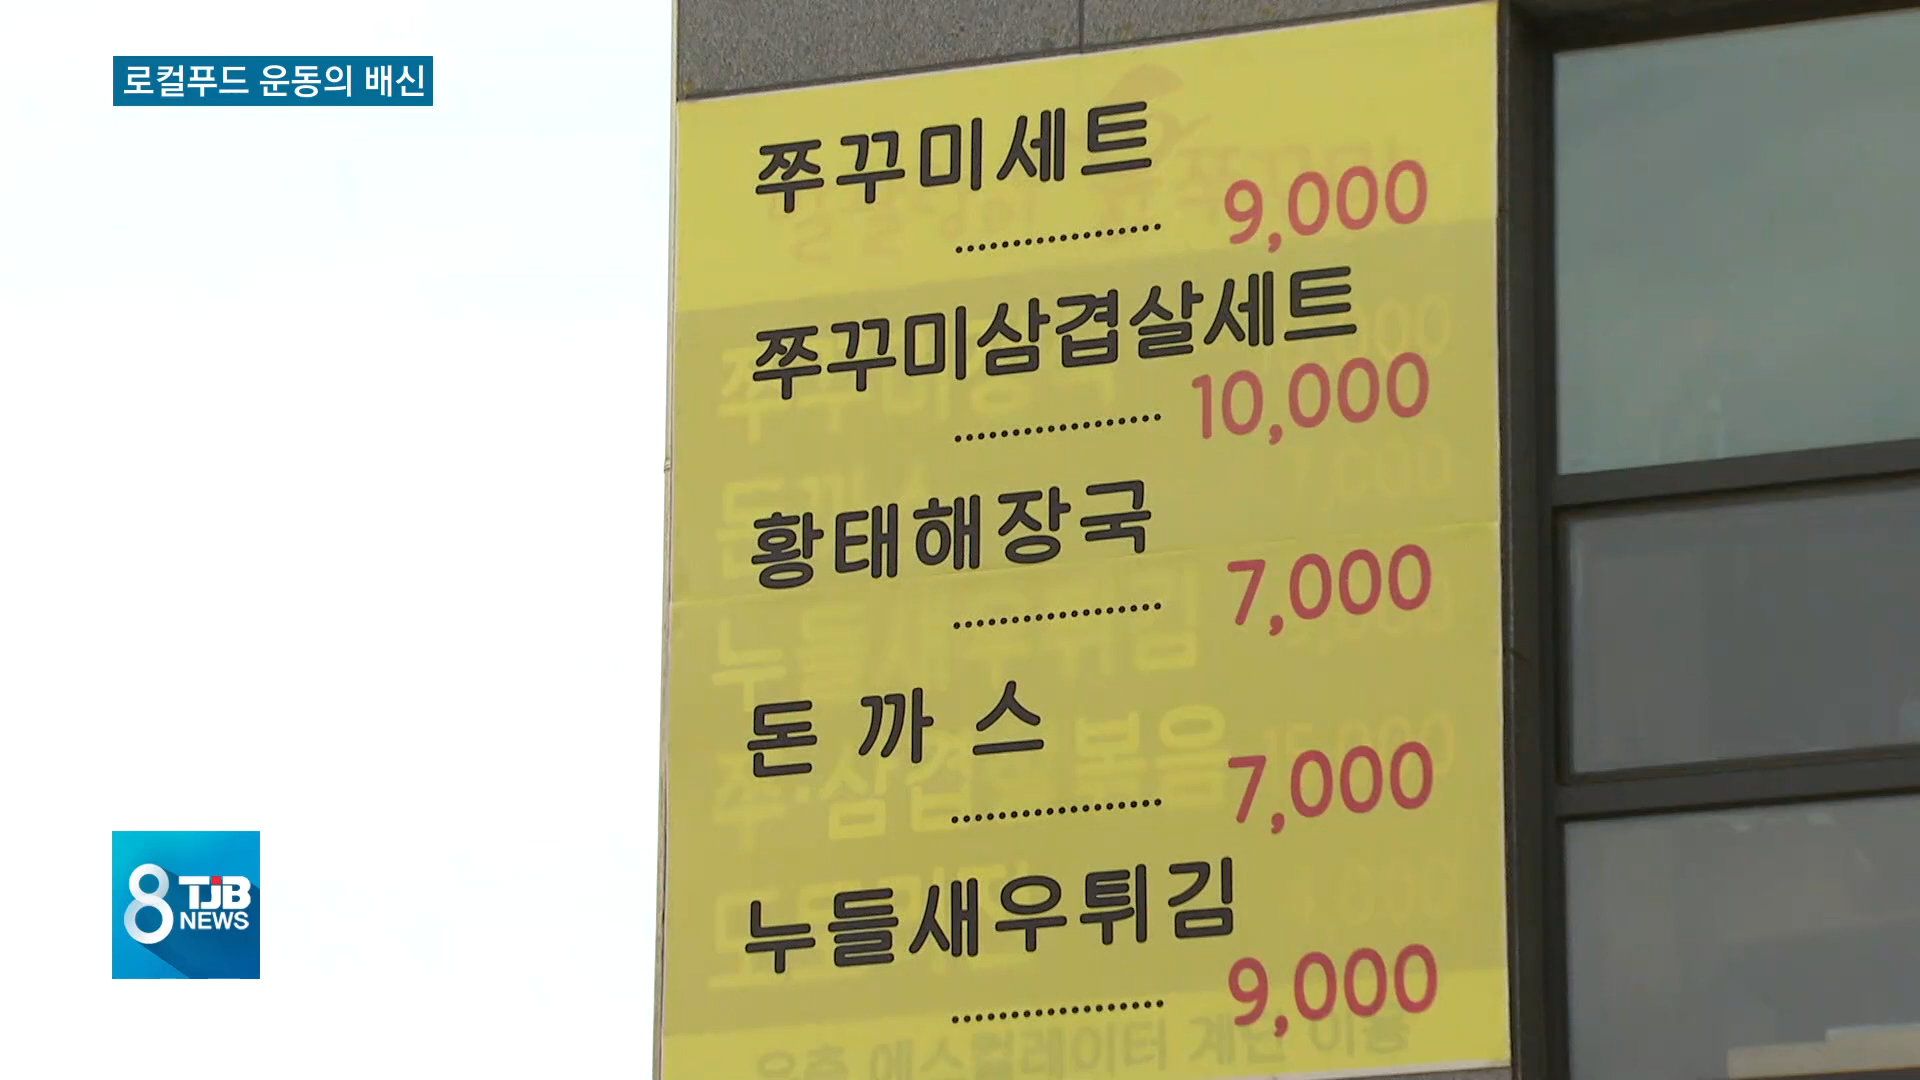 로컬푸드 운동의 배신
쭈꾸미세트
.................. 9,000
쭈꾸미삼겹살세트
.................. 10,000
황태해장국
.................. 7,000
돈 까 스
.................. 7,000
누들새우튀김
.................. 9,000
8 TJB NEWS